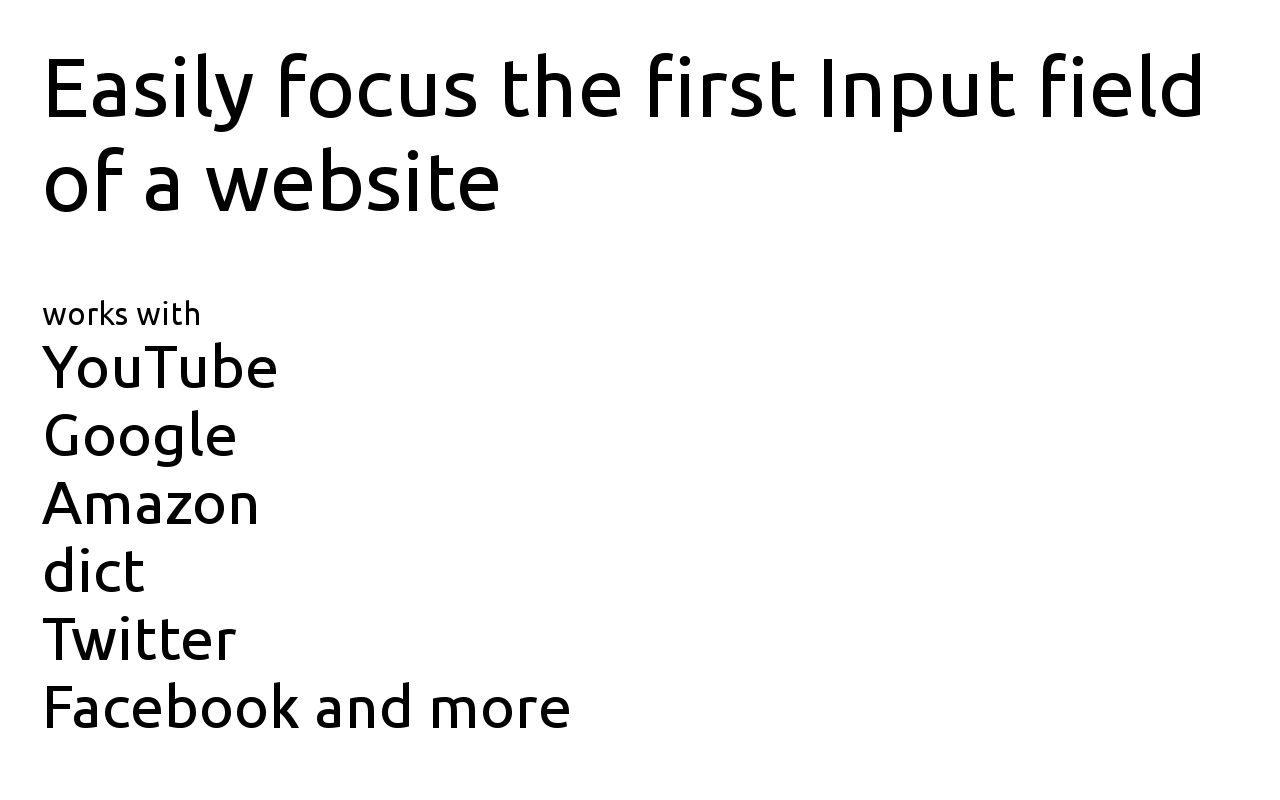 Easily focus the first Input field
of a website
works with
YouTube
Google
Amazon
dict
Twitter
Facebook and more